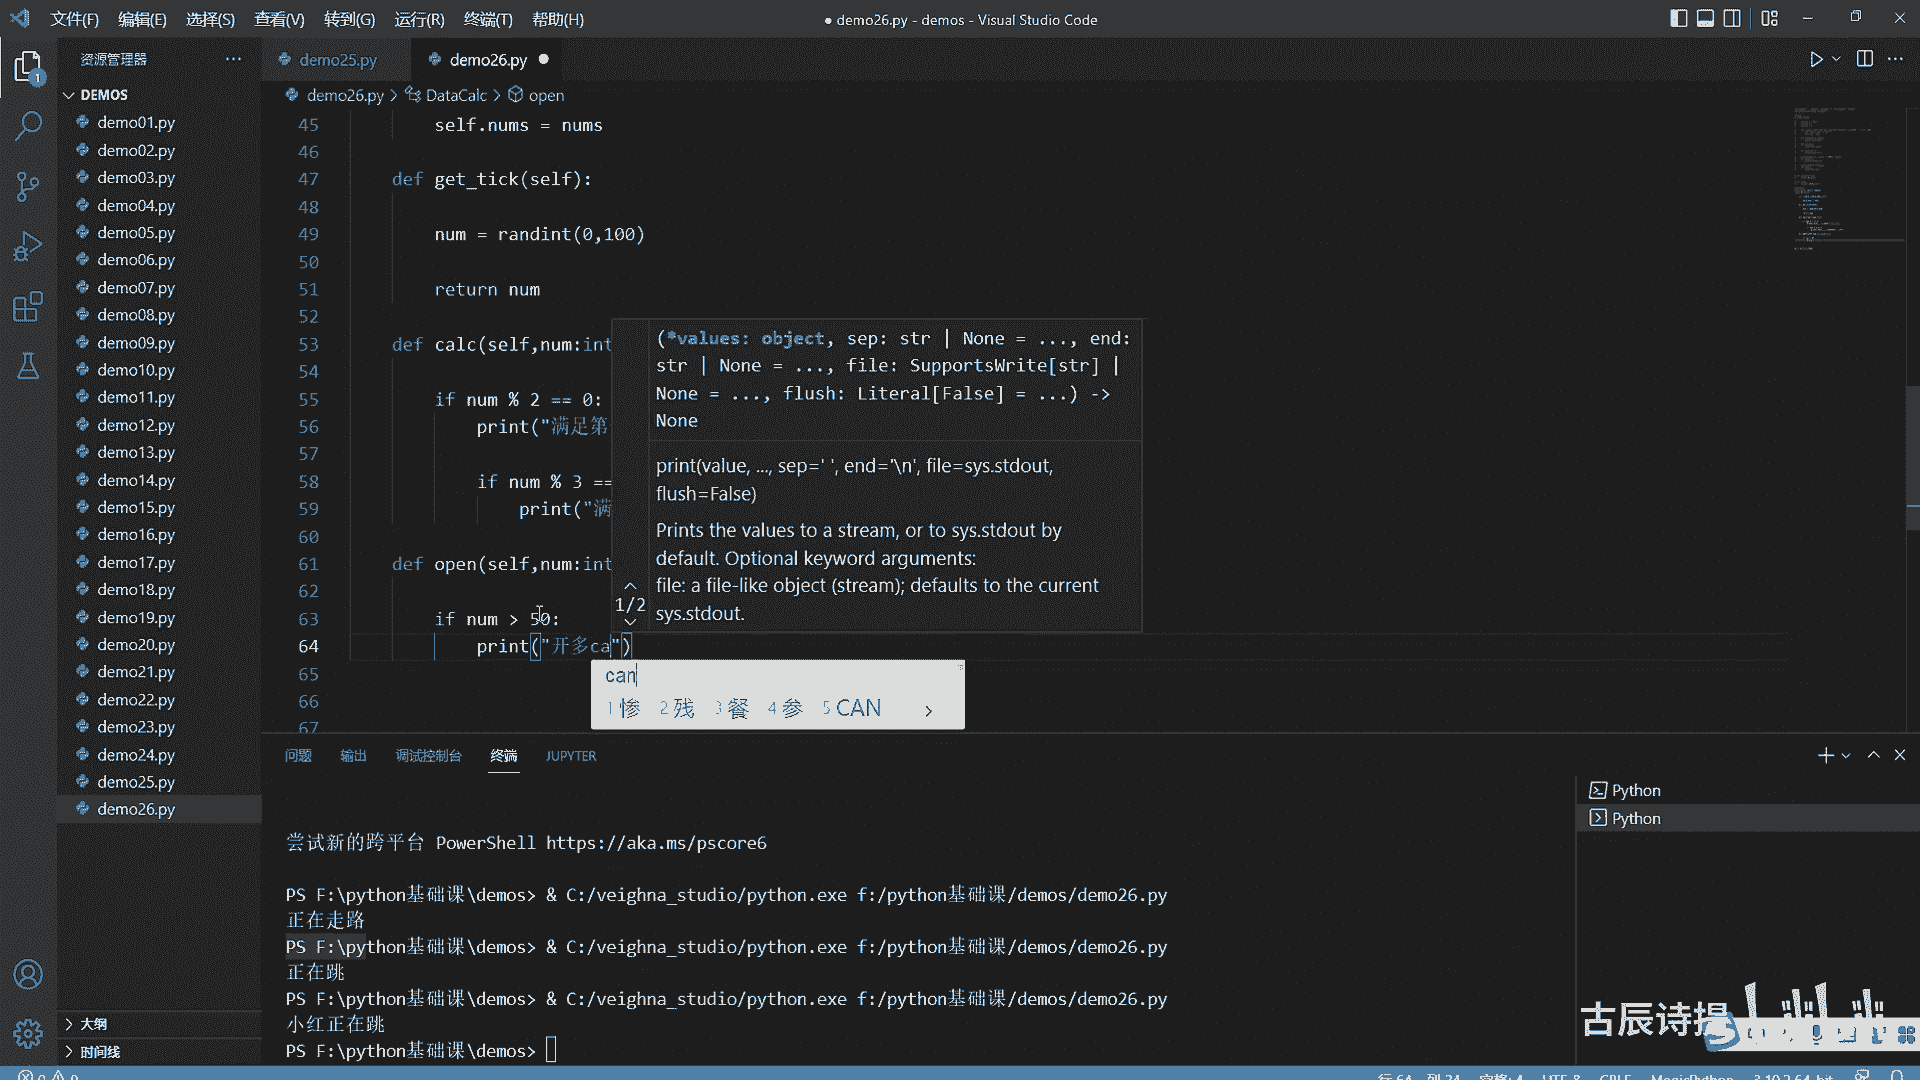 文件(F) 编辑(E) 选择(S) 查看(V) 转到(G) 运行(R) 终端(T) 帮助(H)
● demo26.py - demos - Visual Studio Code
资源管理器
demo25.py
demo26.py
DEMOS
demo26.py > DataCalc > open
demo01.py
demo02.py
demo03.py
demo04.py
demo05.py
demo06.py
demo07.py
demo08.py
demo09.py
demo10.py
demo11.py
demo12.py
demo13.py
demo14.py
demo15.py
demo16.py
demo17.py
demo18.py
demo19.py
demo20.py
demo21.py
demo22.py
demo23.py
demo24.py
demo25.py
demo26.py
大纲
时间线
1
45 self.nums = nums
46
47 def get_tick(self):
48
49 num = randint(0,100)
50
51 return num
52
53 def calc(self,num:int
54
55 if num % 2 == 0:
56 print("满足第
57
58 if num % 3 ==
59 print("满
60
61 def open(self,num:int
62
63 if num > 50:
64 print("开多ca")
65
66
67
(*values: object, sep: str | None = ..., end:
str | None = ..., file: SupportsWrite[str] |
None = ..., flush: Literal[False] = ...) ->
None
print(value, ..., sep=' ', end='\n', file=sys.stdout,
flush=False)
Prints the values to a stream, or to sys.stdout by
default. Optional keyword arguments:
file: a file-like object (stream); defaults to the current
sys.stdout.
1/2
can
1 惨 2 残 3 餐 4 参 5 CAN
问题 输出 调试控制台 终端 JUPYTER
尝试新的跨平台 PowerShell https://aka.ms/pscore6
PS F:\python基础课\demos> & C:/veighna_studio/python.exe f:/python基础课/demos/demo26.py
正在走路
PS F:\python基础课\demos> & C:/veighna_studio/python.exe f:/python基础课/demos/demo26.py
正在跳
PS F:\python基础课\demos> & C:/veighna_studio/python.exe f:/python基础课/demos/demo26.py
小红正在跳
PS F:\python基础课\demos>
Python
Python
古辰诗